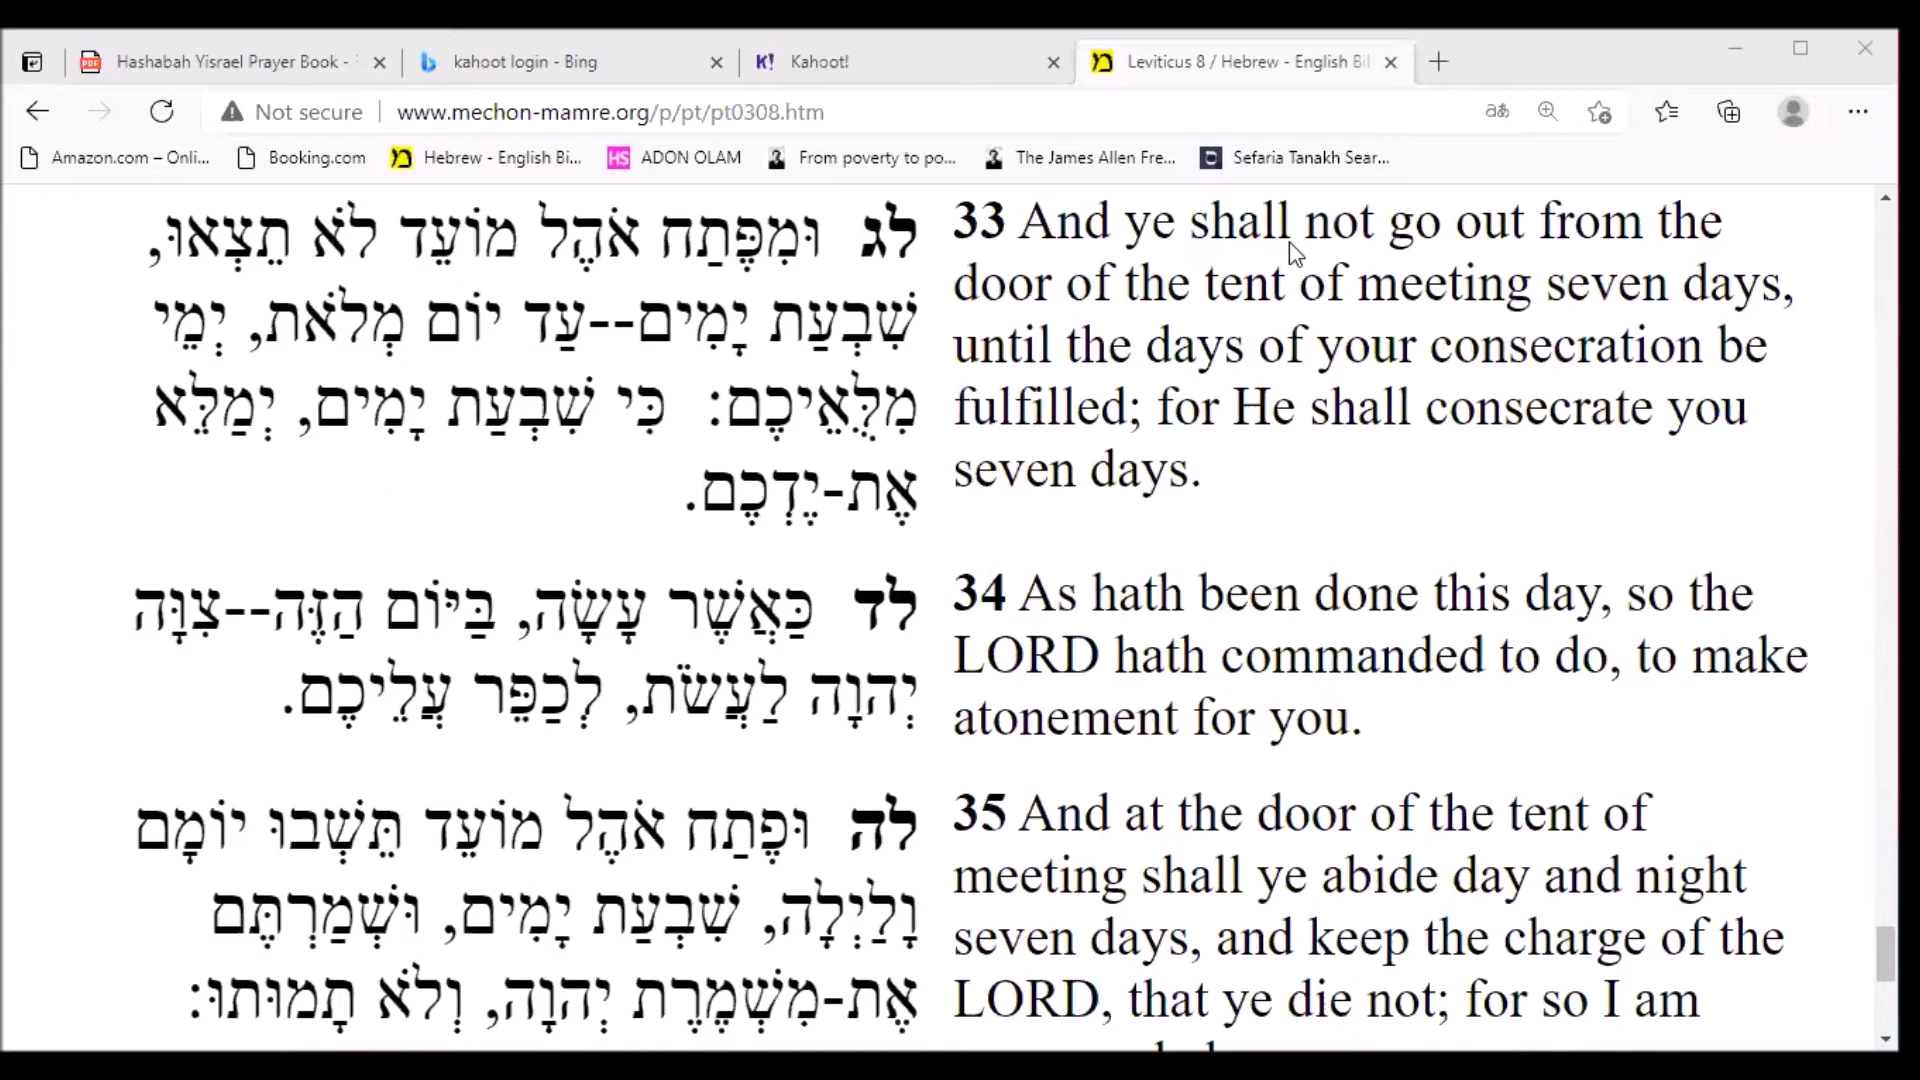 Hashabah Yisrael Prayer Book -
kahoot login - Bing
K! Kahoot!
Leviticus 8 / Hebrew - English Bil
Not secure | www.mechon-mamre.org/p/pt/pt0308.htm
Amazon.com – Onli...
Booking.com
Hebrew - English Bi...
HS ADON OLAM
From poverty to po...
The James Allen Fre...
Sefaria Tanakh Sear...
לג וּמִפֶּתַח אֹהֶל מוֹעֵד לֹא תֵצְאוּ,
שִׁבְעַת יָמִים--עַד יוֹם מְלֹאת, יְמֵי
מִלֻּאֵיכֶם: כִּי שִׁבְעַת יָמִים, יְמַלֵּא
אֶת-יֶדְכֶם.
33 And ye shall not go out from the
door of the tent of meeting seven days,
until the days of your consecration be
fulfilled; for He shall consecrate you
seven days.
לד כַּאֲשֶׁר עָשָׂה, בַּיּוֹם הַזֶּה--צִוָּה
יְהוָה לַעֲשֹׂת, לְכַפֵּר עֲלֵיכֶם.
34 As hath been done this day, so the
LORD hath commanded to do, to make
atonement for you.
לה וּפֶתַח אֹהֶל מוֹעֵד תֵּשְׁבוּ יוֹמָם
וָלַיְלָה, שִׁבְעַת יָמִים, וּשְׁמַרְתֶּם
אֶת-מִשְׁמֶרֶת יְהוָה, וְלֹא תָמוּתוּ:
35 And at the door of the tent of
meeting shall ye abide day and night
seven days, and keep the charge of the
LORD, that ye die not; for so I am